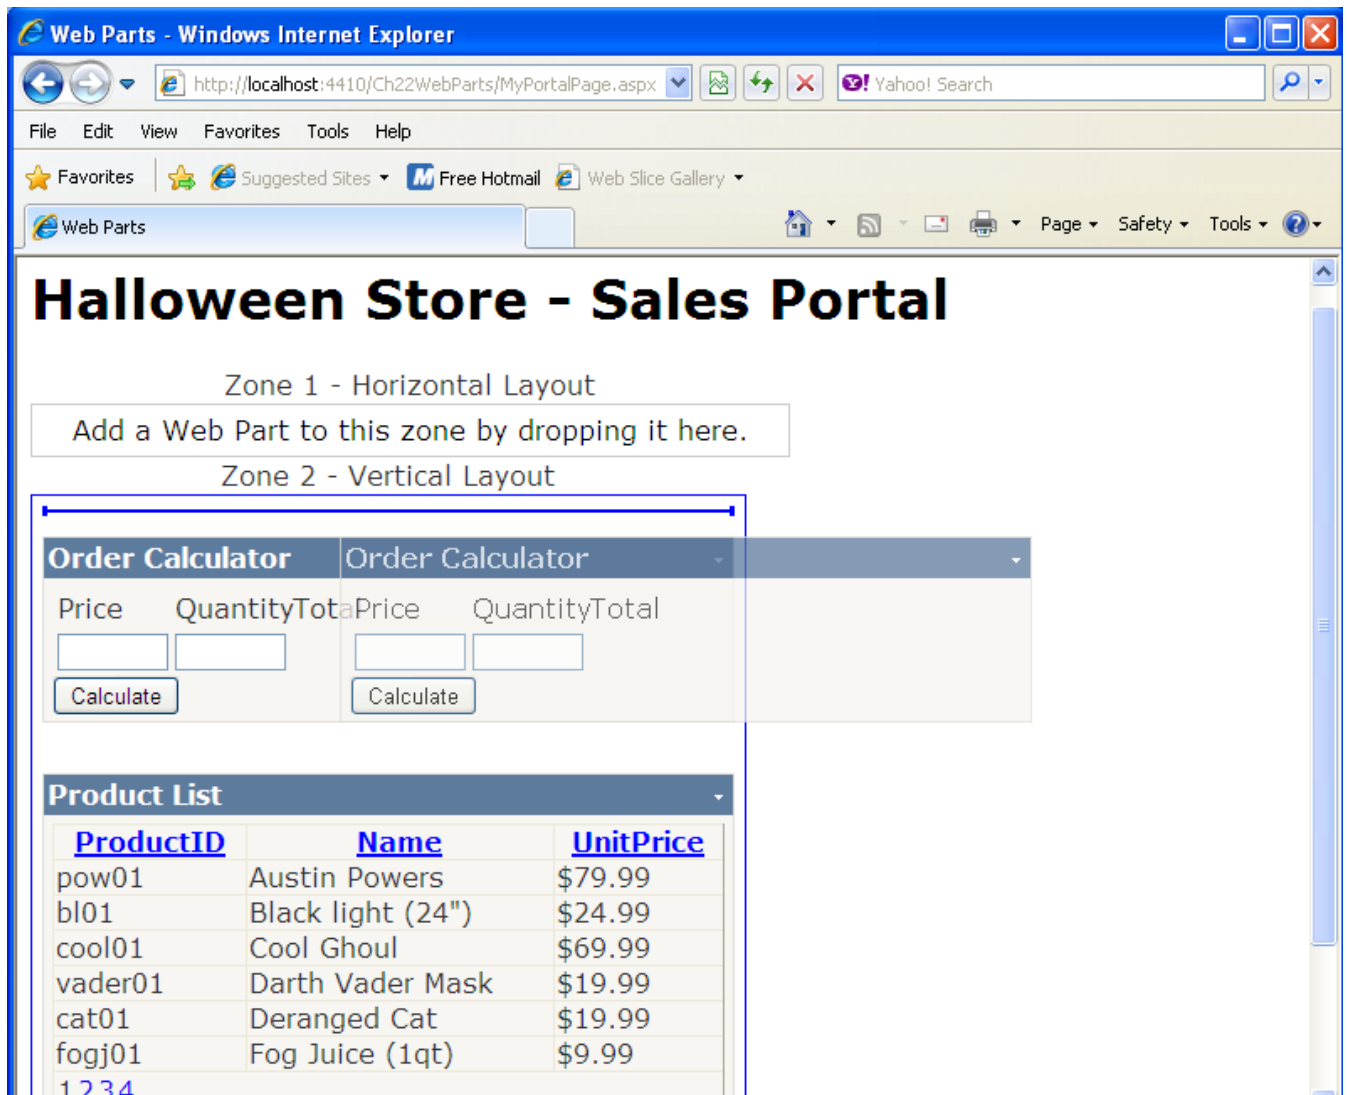 Web Parts - Windows Internet Explorer
http://localhost:4410/Ch22WebParts/MyPortalPage.aspx Yahoo! Search
File Edit View Favorites Tools Help
Favorites Suggested Sites Free Hotmail Web Slice Gallery
Web Parts Page Safety Tools
Halloween Store - Sales Portal
Zone 1 - Horizontal Layout
Add a Web Part to this zone by dropping it here.
Zone 2 - Vertical Layout
Order Calculator Order Calculator
Price QuantityTotal Price QuantityTotal
Calculate Calculate
Product List
ProductID Name UnitPrice
pow01 Austin Powers $79.99
bl01 Black light (24") $24.99
cool01 Cool Ghoul $69.99
vader01 Darth Vader Mask $19.99
cat01 Deranged Cat $19.99
fogj01 Fog Juice (1qt) $9.99
1234